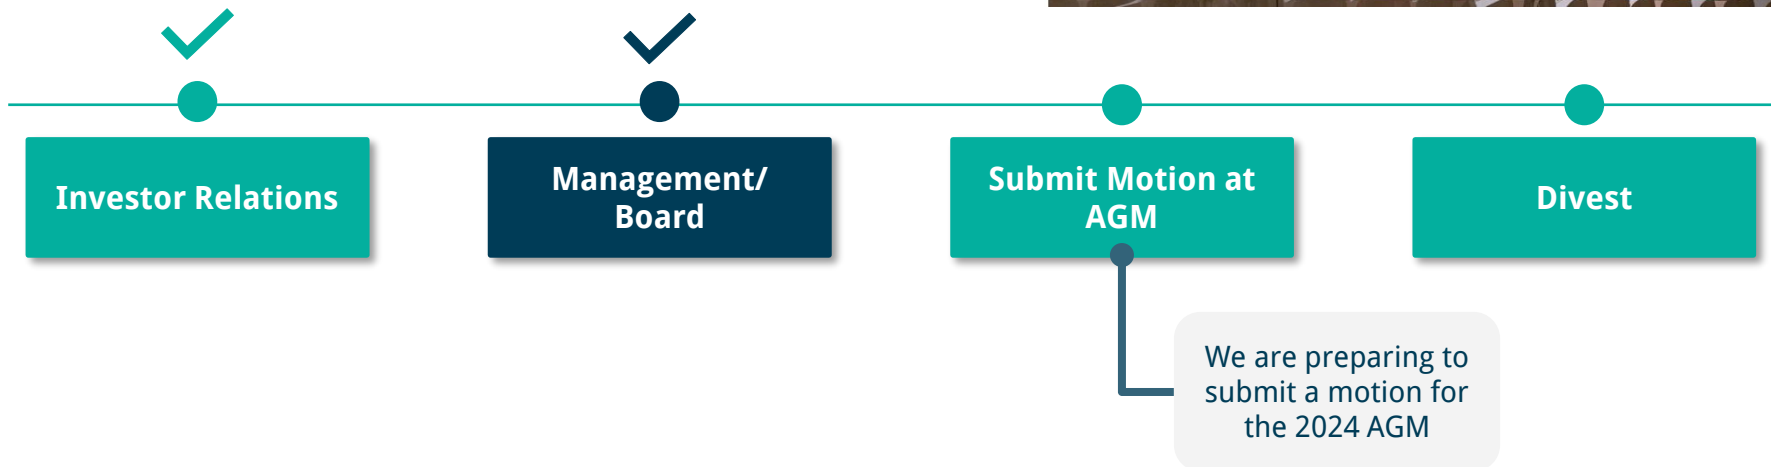 Investor Relations
Management/
Board
Submit Motion at
AGM
Divest
We are preparing to
submit a motion for
the 2024 AGM